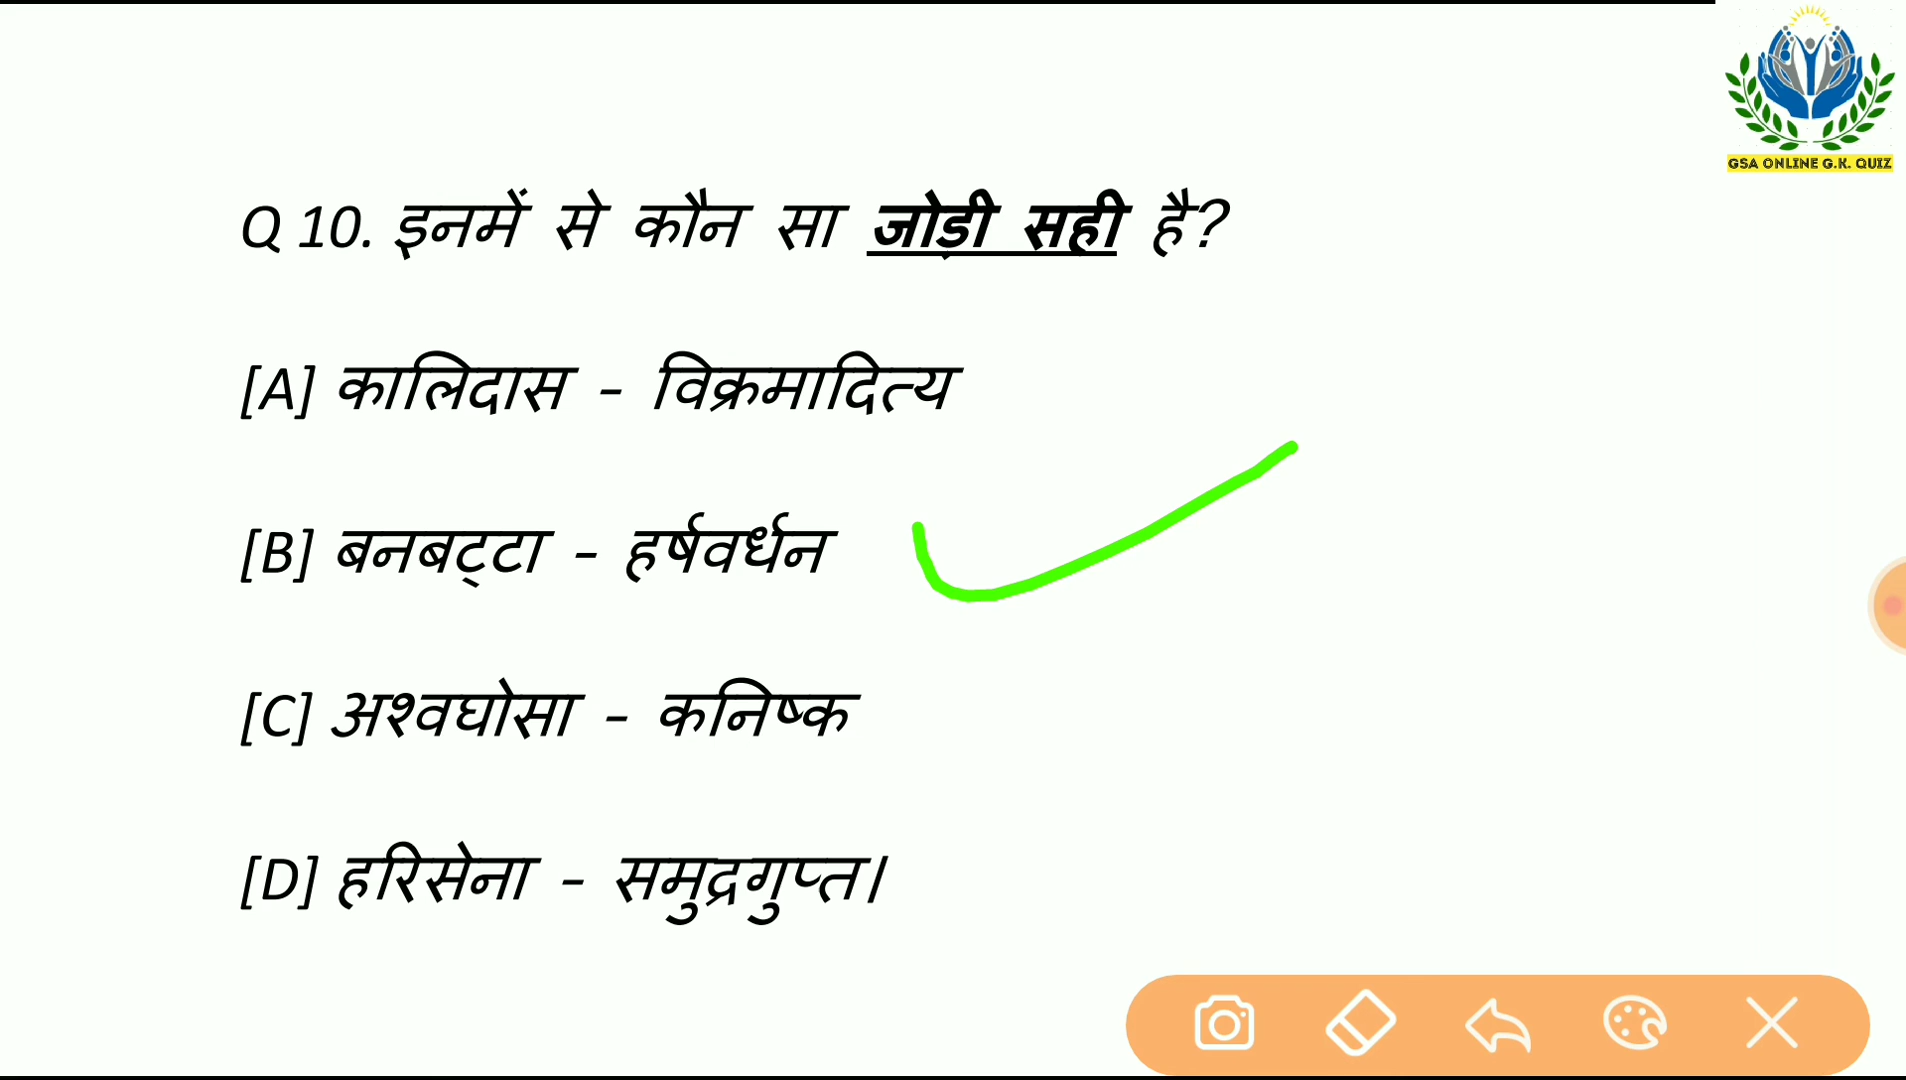 GSA ONLINE G.K. QUIZ
Q 10. इनमें से कौन सा जोड़ी सही है?
[A] कालिदास - विक्रमादित्य
[B] बनबट्टा - हर्षवर्धन
[C] अश्वघोसा - कनिष्क
[D] हरिसेना - समुद्रगुप्त।